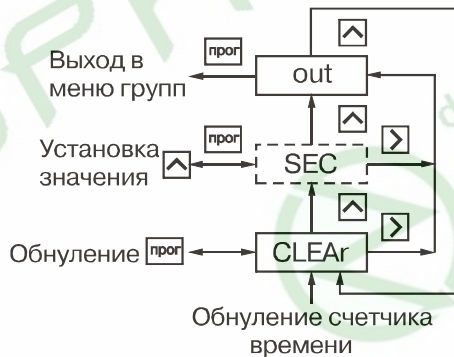 прог
Выход в
меню групп
out
прог
Установка
значения
SEC
Обнуление прог
CLEAr
Обнуление счетчика
времени